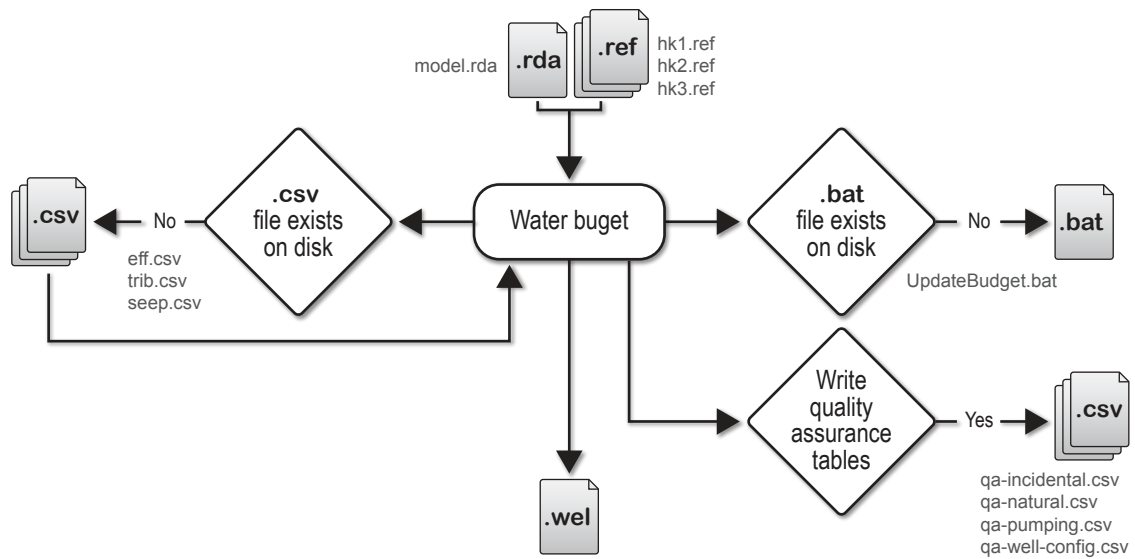 model.rda
.rda
.ref
hk1.ref
hk2.ref
hk3.ref
.csv
No
eff.csv
trib.csv
seep.csv
.csv
file exists
on disk
Water buget
.bat
file exists
on disk
No
.bat
UpdateBudget.bat
Write
quality
assurance
tables
Yes
.csv
qa-incidental.csv
qa-natural.csv
qa-pumping.csv
qa-well-config.csv
.wel